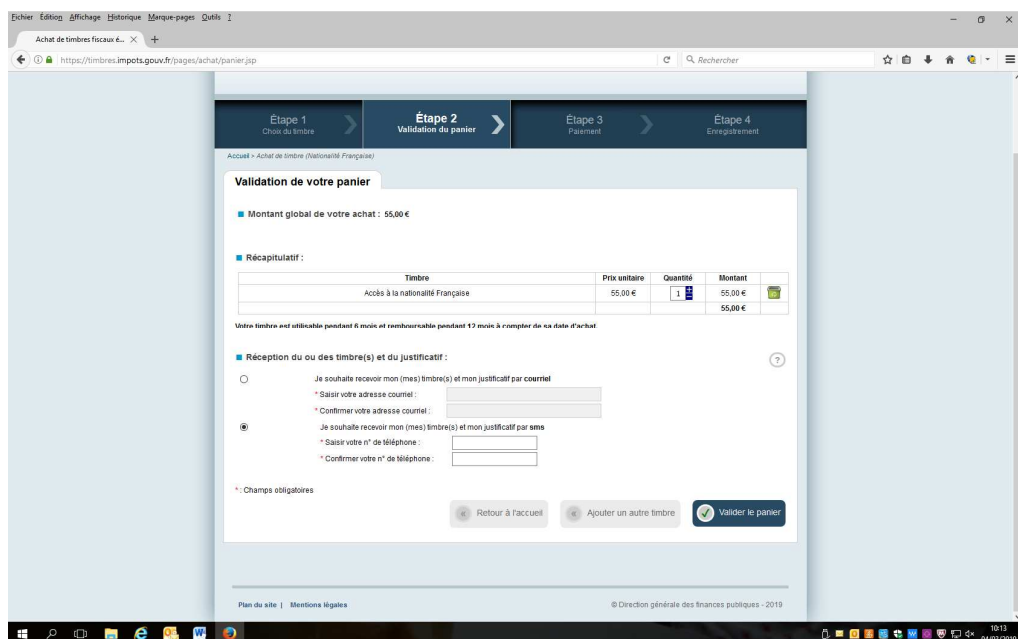 Fichier Édition Affichage Historique Marque-pages Outils ?
Achat de timbres fiscaux é... × +
https://timbres.impots.gouv.fr/pages/achat/panier.jsp
Rechercher
Étape 1
Choix du timbre
Étape 2
Validation du panier
Étape 3
Paiement
Étape 4
Enregistrement
Accueil > Achat de timbre (Nationalité Française)
Validation de votre panier
Montant global de votre achat : 55,00 €
Récapitulatif :
Timbre Prix unitaire Quantité Montant
Accès à la nationalité Française 55,00 € 1 55,00 €
55,00 €
Votre timbre est utilisable pendant 6 mois et remboursable pendant 12 mois à compter de sa date d'achat.
Réception du ou des timbre(s) et du justificatif : ?
Je souhaite recevoir mon (mes) timbre(s) et mon justificatif par courriel
* Saisir votre adresse courriel :
* Confirmer votre adresse courriel :
Je souhaite recevoir mon (mes) timbre(s) et mon justificatif par sms
* Saisir votre n° de téléphone :
* Confirmer votre n° de téléphone :
* : Champs obligatoires
Retour à l'accueil Ajouter un autre timbre Valider le panier
Plan du site | Mentions légales © Direction générale des finances publiques - 2019
10:13